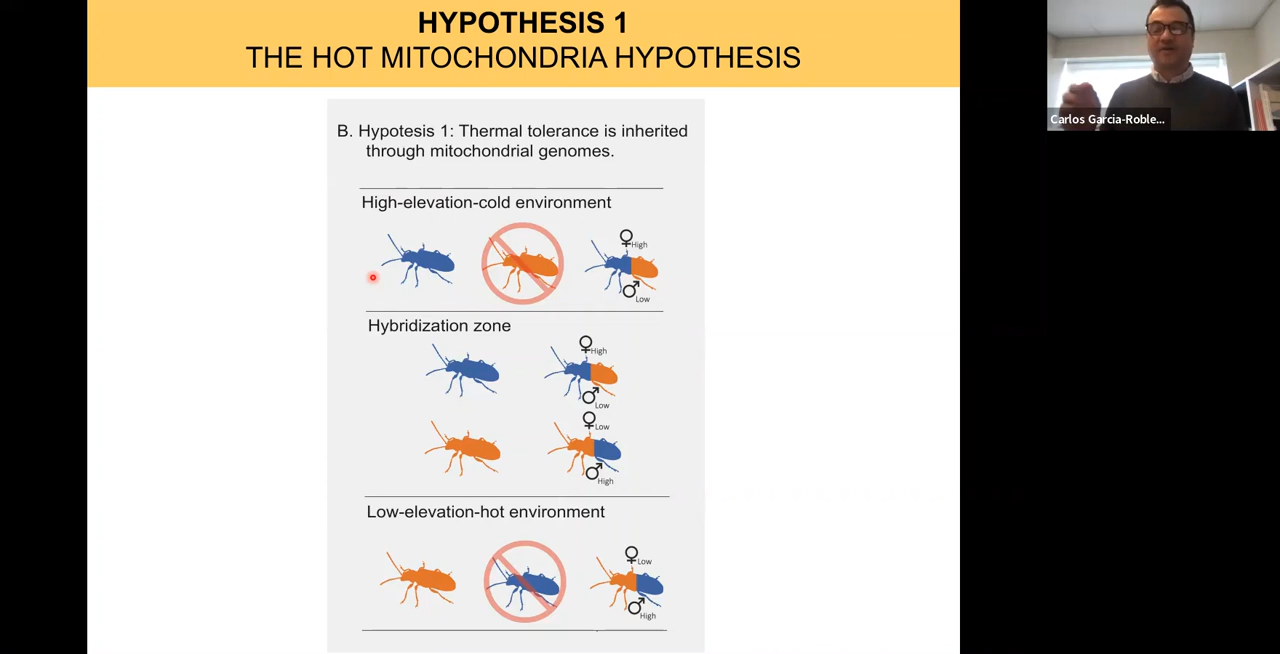 HYPOTHESIS 1
THE HOT MITOCHONDRIA HYPOTHESIS
Carlos Garcia-Roble...
B. Hypotesis 1: Thermal tolerance is inherited
through mitochondrial genomes.
High-elevation-cold environment
♀High
♂Low
Hybridization zone
♀High
♂Low
♀Low
♂High
Low-elevation-hot environment
♀Low
♂High